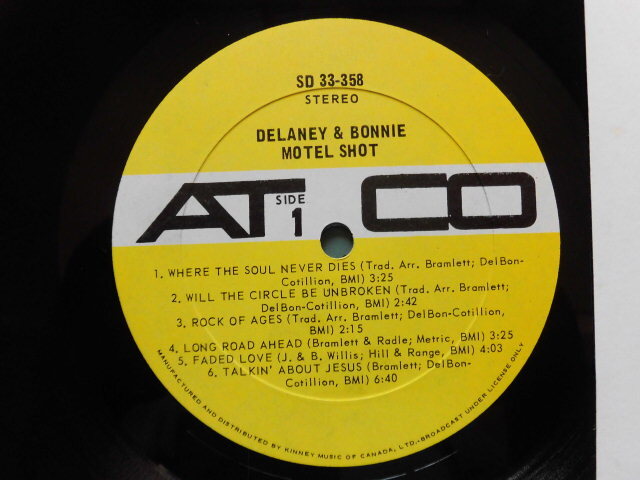 SD 33-358
STEREO
DELANEY & BONNIE
MOTEL SHOT
ATCO
SIDE
1
1. WHERE THE SOUL NEVER DIES (Trad. Arr. Bramlett; DelBon-
Cotillion, BMI) 3:25
2. WILL THE CIRCLE BE UNBROKEN (Trad. Arr. Bramlett;
DelBon-Cotillion, BMI) 2:42
3. ROCK OF AGES (Trad. Arr. Bramlett; DelBon-Cotillion,
BMI) 2:15
4. LONG ROAD AHEAD (Bramlett & Radle; Metric, BMI) 3:25
5. FADED LOVE (J. & B. Willis; Hill & Range, BMI) 4:03
6. TALKIN' ABOUT JESUS (Bramlett; DelBon-
Cotillion, BMI) 6:40
MANUFACTURED AND DISTRIBUTED BY KINNEY MUSIC OF CANADA, LTD.-BROADCAST UNDER LICENSE ONLY